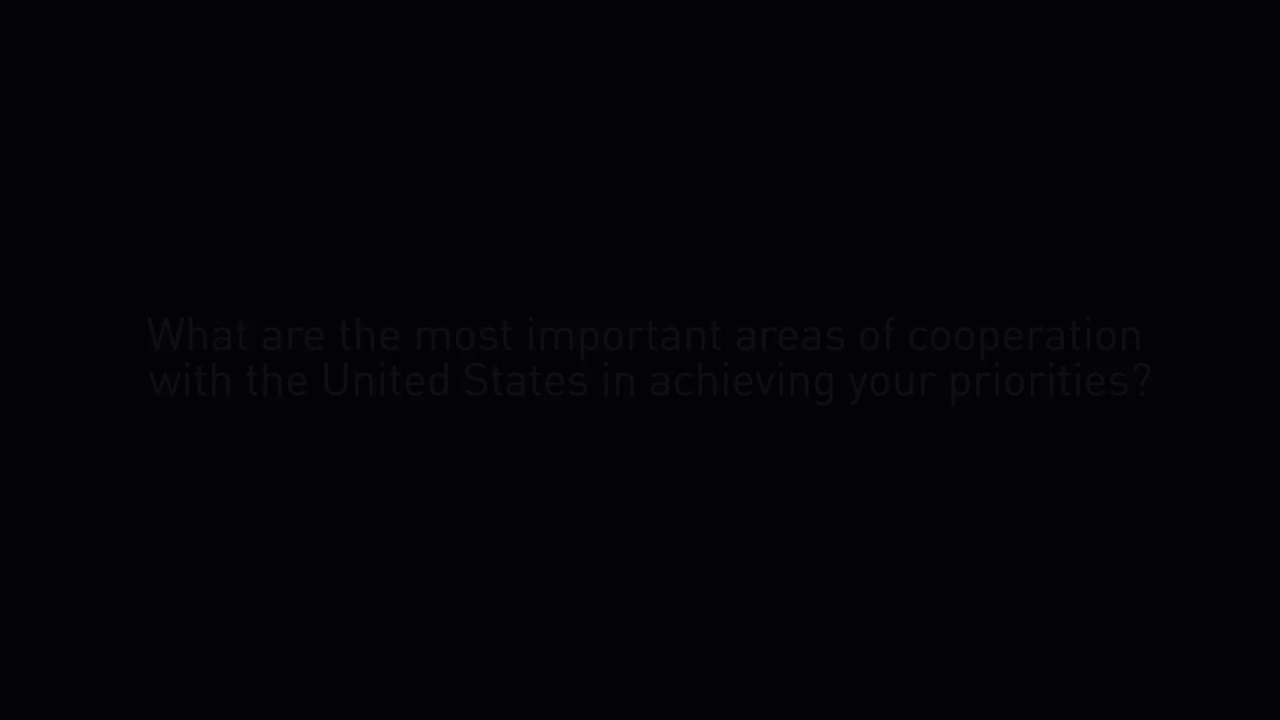 What are the most important areas of cooperation
with the United States in achieving your priorities?